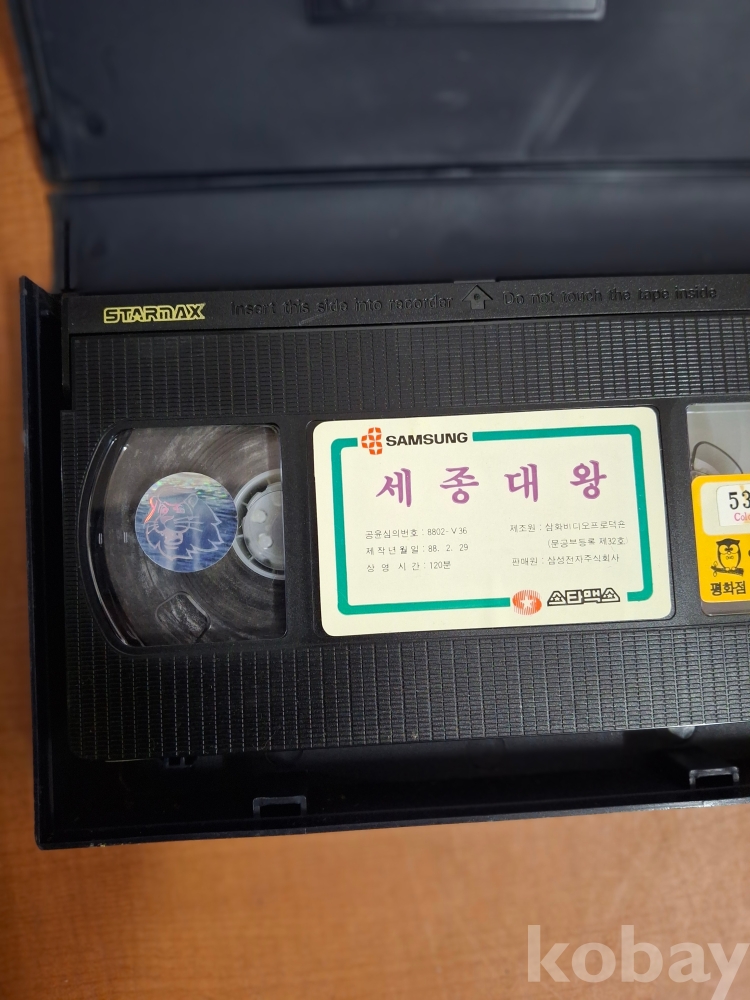 STARMAX Insert this side into recorder Do not touch the tape inside
SAMSUNG
세종대왕
공윤심의번호 : 8802-V36
제작년월일 : 88. 2. 29
상영시간 : 120분
제조원 : 삼화비디오프로덕숀
(문공부등록 제32호)
판매원 : 삼성전자주식회사
스타맥스
53
Colo
평화점
kobay